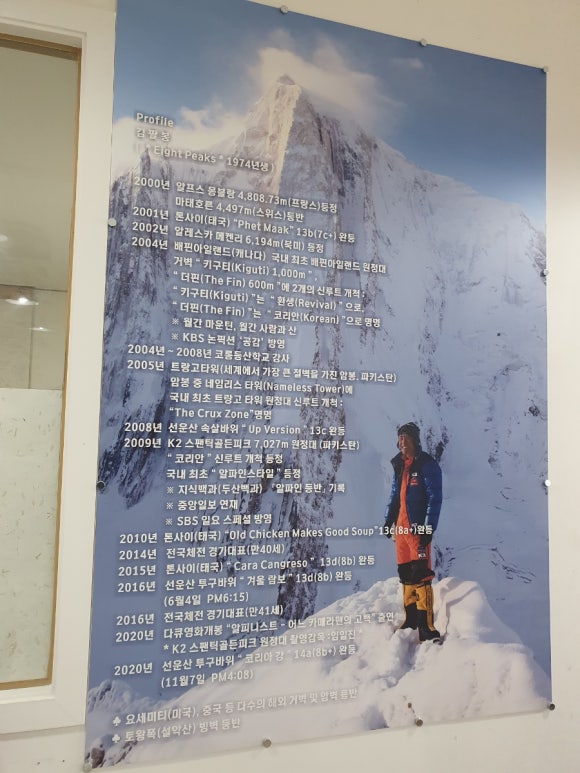 Profile
김 팔 봉
( " Eight Peaks " 1974년생 )
2000년 알프스 몽블랑 4,808.73m(프랑스)등정
마태호른 4,497m(스위스)등반
2001년 톤사이(태국) "Phet Maak" 13b(7c+) 완등
2002년 알레스카 메켄리 6,194m(북미) 등정
2004년 배핀아일랜드(캐나다) 국내 최초 배핀아일랜드 원정대
거벽 " 키구티(Kiguti) 1,000m ",
" 더핀(The Fin) 600m "에 2개의 신루트 개척 :
" 키구티(Kiguti) "는 " 환생(Revival) " 으로,
" 더핀(The Fin) "는 " 코리안(Korean) "으로 명명
※ 월간 마운틴, 월간 사람과 산
※ KBS 논픽션 '공감' 방영
2004년 ~ 2008년 코롱등산학교 강사
2005년 트랑고타워(세계에서 가장 큰 절벽을 가진 암봉, 파키스탄)
암봉 중 네임리스 타워(Nameless Tower)에
국내 최초 트랑고 타워 원정대 신루트 개척 :
"The Crux Zone"명명
2008년 선운산 속살바위 " Up Version " 13c 완등
2009년 K2 스팬틱골든피크 7,027m 원정대 (파키스탄)
" 코리안 " 신루트 개척 등정
국내 최초 " 알파인스타일 " 등정
※ 지식백과(두산백과) 『알파인 등반』 기록
※ 중앙일보 연재
※ SBS 일요 스페셜 방영
2010년 톤사이(태국) "Old Chicken Makes Good Soup"13c(8a+)완등
2014년 전국체전 경기대표(만40세)
2015년 톤사이(태국) " Cara Cangreso " 13d(8b) 완등
2016년 선운산 투구바위 " 겨울 람보 " 13d(8b) 완등
(6월4일 PM6:15)
2016년 전국체전 경기대표(만41세)
2020년 다큐영화개봉 "알피니스트 - 어느 카메라맨의 고백" 출연
* K2 스팬틱골든피크 원정대 촬영감독 :임일진 *
2020년 선운산 투구바위 " 코리아 강 " 14a(8b+) 완등
(11월7일 PM4:08)
♣ 요세미티(미국), 중국 등 다수의 해외 거벽 및 암벽 등반
♣ 토왕폭(설악산) 빙벽 등반